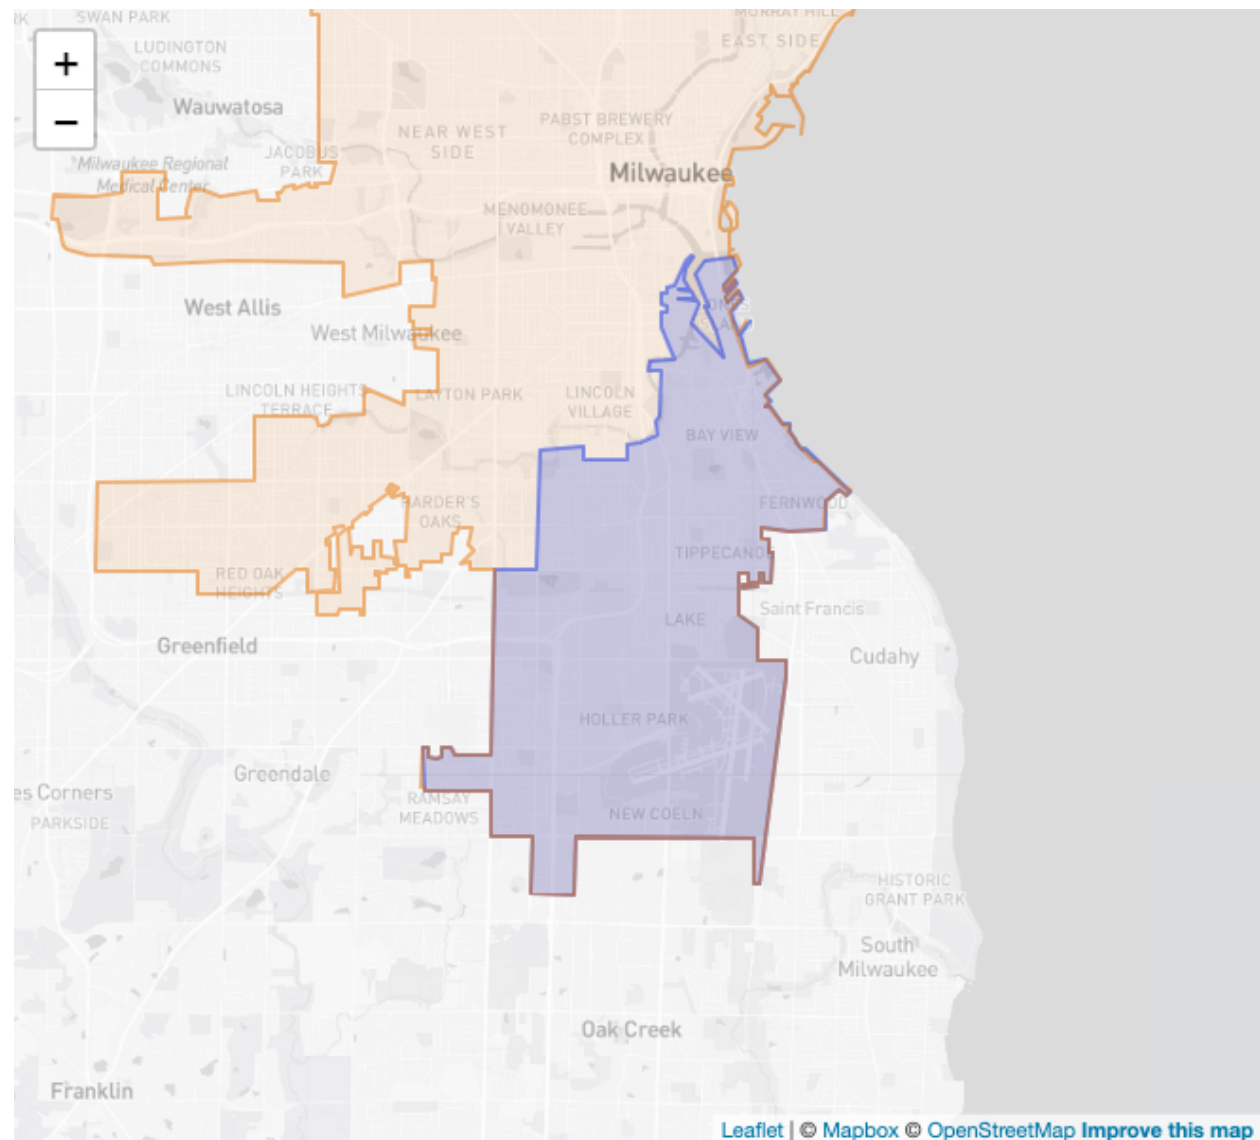 SWAN PARK
MURRAY HILL
EAST SIDE
+
LUDINGTON
COMMONS
Wauwatosa
−
NEAR WEST
SIDE
PABST BREWERY
COMPLEX
JACOBUS
PARK
Milwaukee Regional
Medical Center
Milwaukee
MENOMONEE
VALLEY
West Allis
West Milwaukee
LINCOLN HEIGHTS
TERRACE
LAYTON PARK
LINCOLN
VILLAGE
BAY VIEW
HARDER'S
OAKS
FERNWOOD
TIPPECANOE
RED OAK
HEIGHTS
Saint Francis
LAKE
Greenfield
Cudahy
HOLLER PARK
Greendale
es Corners
PARKSIDE
RAMSAY
MEADOWS
NEW COELN
HISTORIC
GRANT PARK
South
Milwaukee
Oak Creek
Franklin
Leaflet | © Mapbox © OpenStreetMap Improve this map